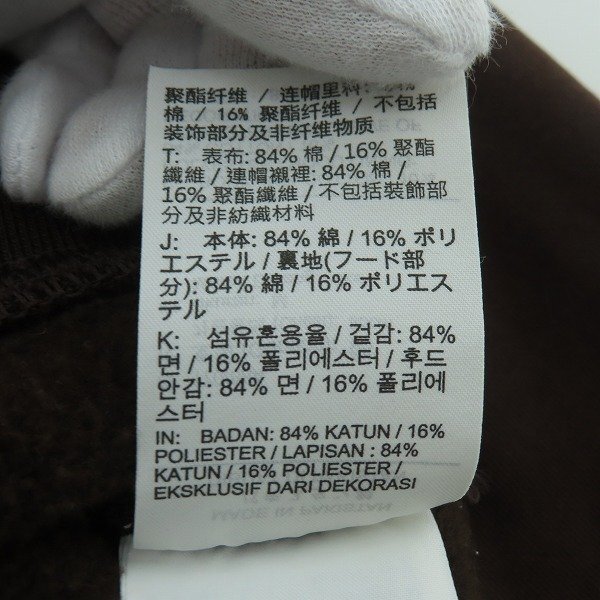 聚酯纤维 / 连帽里料: 84%
棉 / 16% 聚酯纤维 / 不包括
装饰部分及非纤维物质
T: 表布: 84% 棉 / 16% 聚酯
纖維 / 連帽襯裡: 84% 棉 /
16% 聚酯纖維 / 不包括裝飾部
分及非紡織材料
J: 本体: 84% 綿 / 16% ポリ
エステル / 裏地(フード部
分): 84% 綿 / 16% ポリエス
テル
K: 섬유혼용율 / 겉감: 84%
면 / 16% 폴리에스터 / 후드
안감: 84% 면 / 16% 폴리에
스터
IN: BADAN: 84% KATUN / 16%
POLIESTER / LAPISAN : 84%
KATUN / 16% POLIESTER /
EKSKLUSIF DARI DEKORASI
MADE IN PAKISTAN